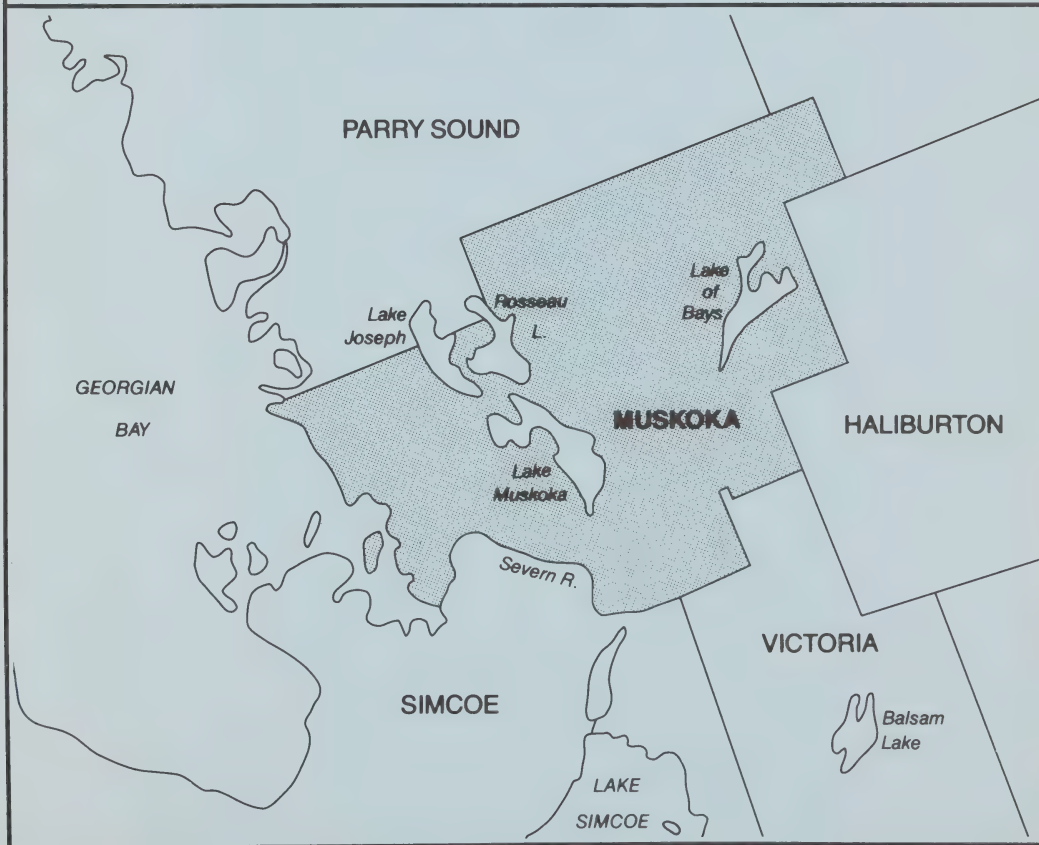 PARRY SOUND
Lake
of
Bays
Rosseau
L.
Lake
Joseph
GEORGIAN
BAY
MUSKOKA
HALIBURTON
Lake
Muskoka
Severn R.
VICTORIA
SIMCOE
Balsam
Lake
LAKE
SIMCOE